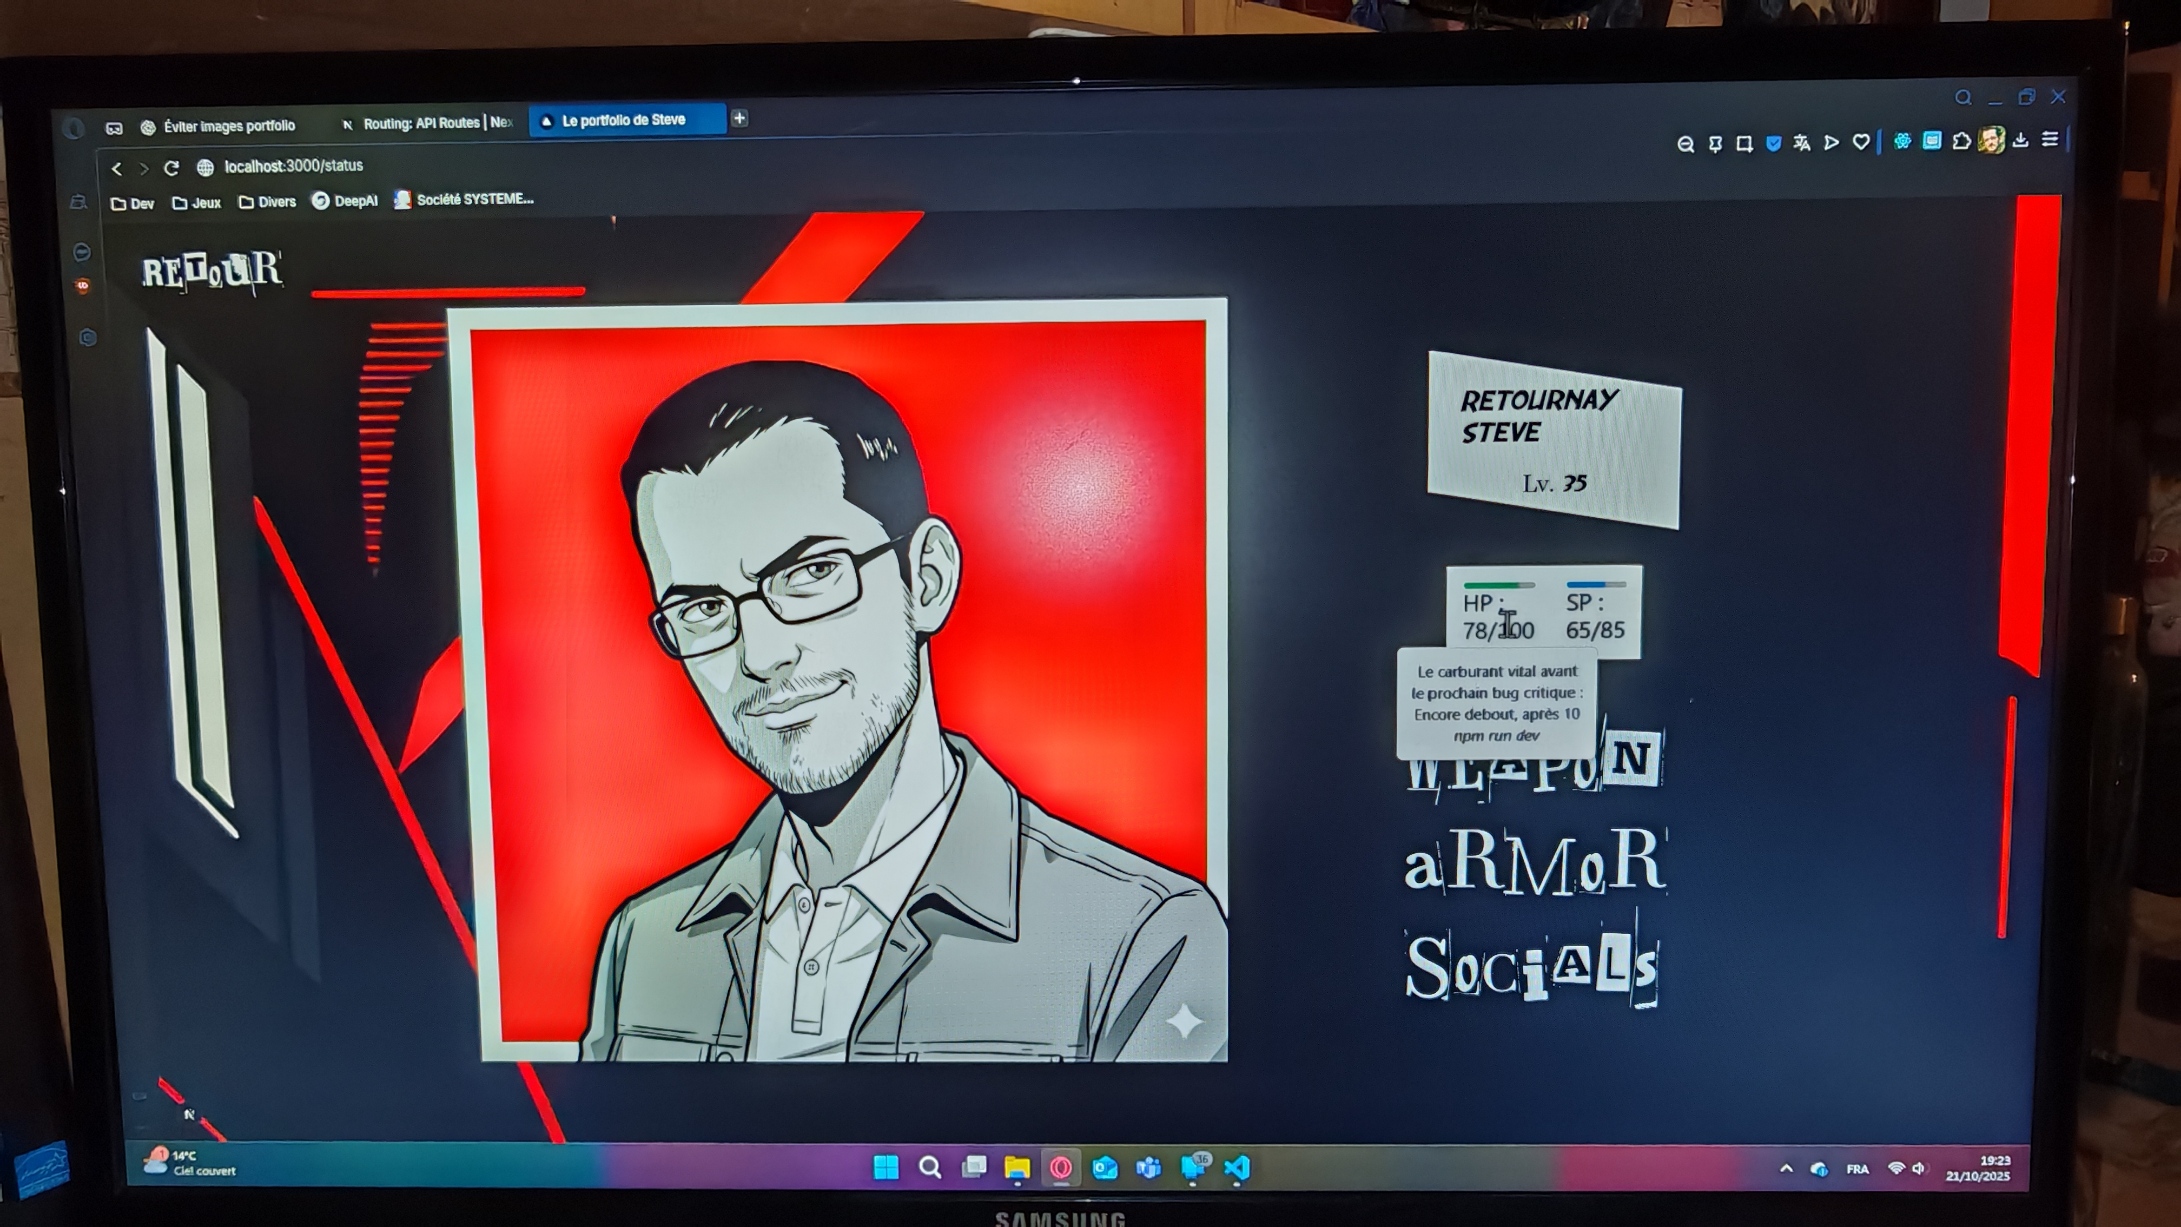 Éviter images portfolio
Routing: API Routes | Nex
Le portfolio de Steve
localhost:3000/status
Dev
Jeux
Divers
DeepAI
Société SYSTEME...
RETOUR
RETOURNAY
STEVE
Lv. 35
HP :
78/100
SP :
65/85
Le carburant vital avant
le prochain bug critique :
Encore debout, après 10
npm run dev
WEAPON
aRMoR
SociALs
N
14°C
Ciel couvert
36
FRA
19:23
21/10/2025
SAMSUNG